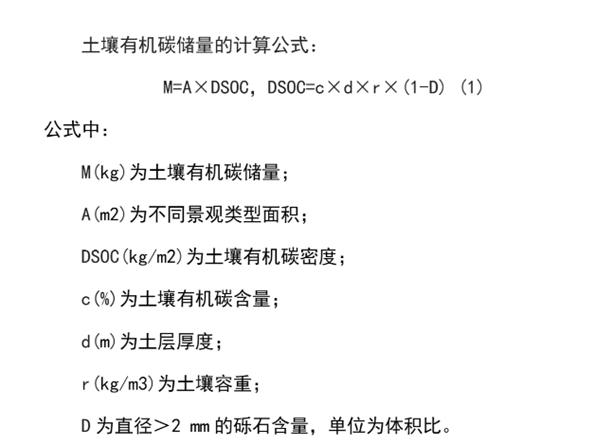 土壤有机碳储量的计算公式：
M=A×DSOC，DSOC=c×d×r×(1-D) (1)
公式中：
M(kg)为土壤有机碳储量；
A(m2)为不同景观类型面积；
DSOC(kg/m2)为土壤有机碳密度；
c(%)为土壤有机碳含量；
d(m)为土层厚度；
r(kg/m3)为土壤容重；
D 为直径＞2 mm 的砾石含量，单位为体积比。